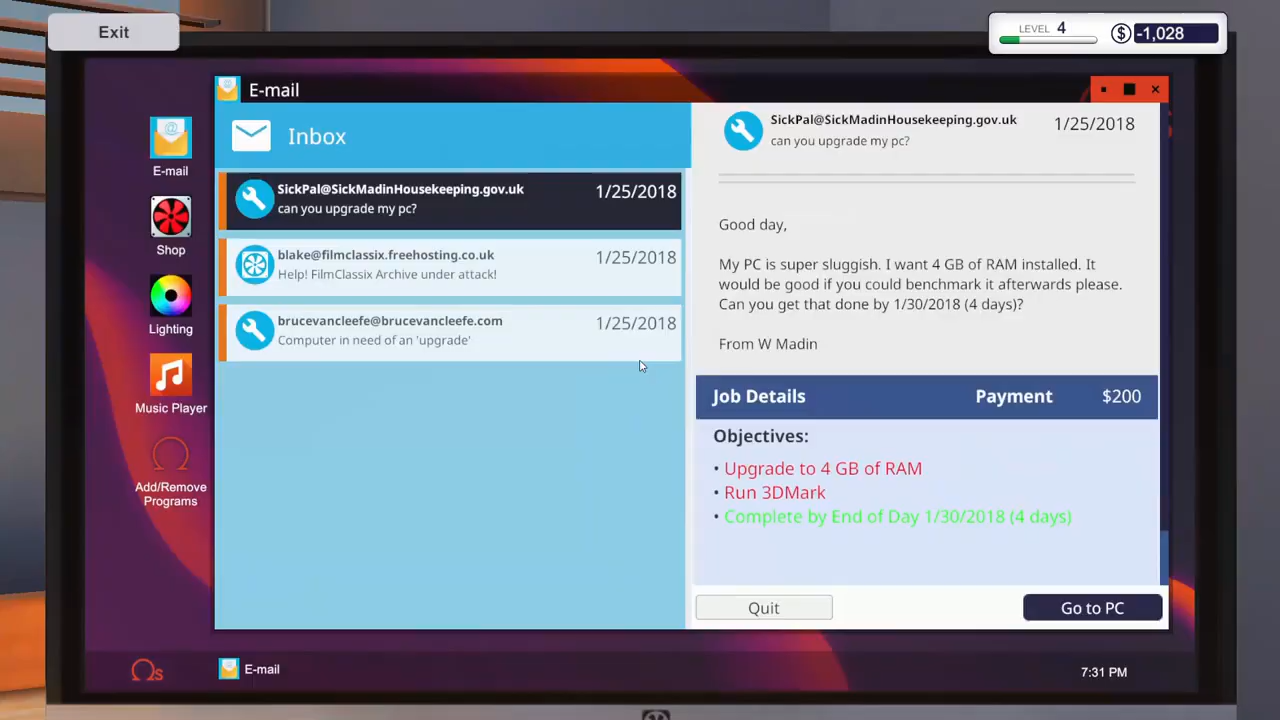 Exit
LEVEL 4
$ -1,028
E-mail
Inbox
SickPal@SickMadinHousekeeping.gov.uk 1/25/2018
can you upgrade my pc?
blake@filmclassix.freehosting.co.uk 1/25/2018
Help! FilmClassix Archive under attack!
brucevancleefe@brucevancleefe.com 1/25/2018
Computer in need of an 'upgrade'
E-mail
Shop
Lighting
Music Player
Add/Remove
Programs
SickPal@SickMadinHousekeeping.gov.uk 1/25/2018
can you upgrade my pc?
Good day,
My PC is super sluggish. I want 4 GB of RAM installed. It
would be good if you could benchmark it afterwards please.
Can you get that done by 1/30/2018 (4 days)?
From W Madin
Job Details Payment $200
Objectives:
• Upgrade to 4 GB of RAM
• Run 3DMark
• Complete by End of Day 1/30/2018 (4 days)
Quit
Go to PC
Ωs
E-mail
7:31 PM